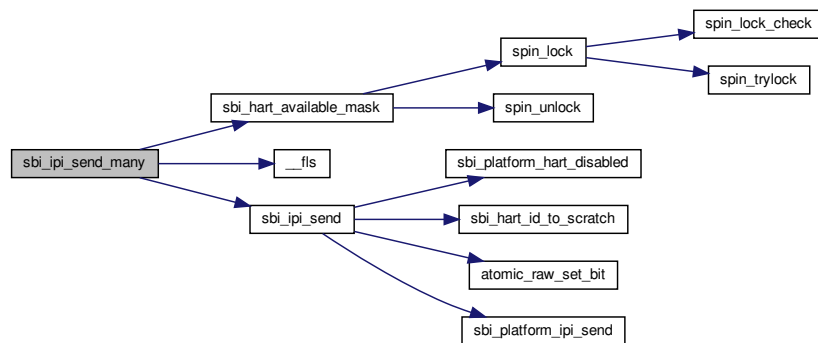 spin_lock_check
spin_lock
spin_trylock
sbi_hart_available_mask
spin_unlock
sbi_ipi_send_many
__fls
sbi_platform_hart_disabled
sbi_ipi_send
sbi_hart_id_to_scratch
atomic_raw_set_bit
sbi_platform_ipi_send